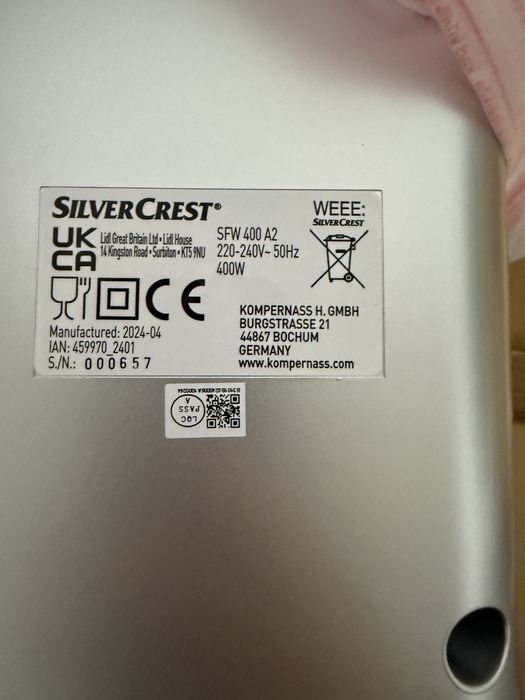 SILVERCREST®
UK
CA
Lidl Great Britain Ltd • Lidl House
14 Kingston Road • Surbiton • KT5 9NU
SFW 400 A2
220-240V~ 50Hz
400W
WEEE:
SILVERCREST
CE
Manufactured: 2024-04
IAN: 459970_2401
S./N.: 000657
KOMPERNASS H. GMBH
BURGSTRASSE 21
44867 BOCHUM
GERMANY
www.kompernass.com
LQC
PASS
A